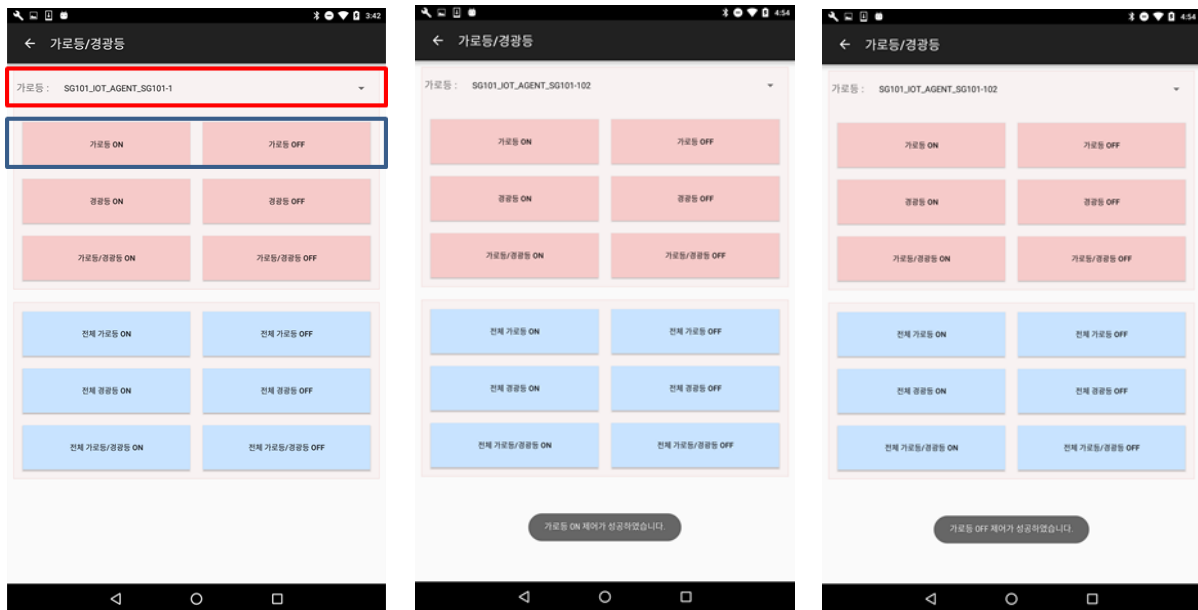 3:42
가로등/경광등
가로등 : SG101_IOT_AGENT_SG101-1
가로등 ON 가로등 OFF
경광등 ON 경광등 OFF
가로등/경광등 ON 가로등/경광등 OFF
전체 가로등 ON 전체 가로등 OFF
전체 경광등 ON 전체 경광등 OFF
전체 가로등/경광등 ON 전체 가로등/경광등 OFF
4:54
가로등/경광등
가로등 : SG101_IOT_AGENT_SG101-102
가로등 ON 가로등 OFF
경광등 ON 경광등 OFF
가로등/경광등 ON 가로등/경광등 OFF
전체 가로등 ON 전체 가로등 OFF
전체 경광등 ON 전체 경광등 OFF
전체 가로등/경광등 ON 전체 가로등/경광등 OFF
가로등 ON 제어가 성공하였습니다.
4:54
가로등/경광등
가로등 : SG101_IOT_AGENT_SG101-102
가로등 ON 가로등 OFF
경광등 ON 경광등 OFF
가로등/경광등 ON 가로등/경광등 OFF
전체 가로등 ON 전체 가로등 OFF
전체 경광등 ON 전체 경광등 OFF
전체 가로등/경광등 ON 전체 가로등/경광등 OFF
가로등 OFF 제어가 성공하였습니다.